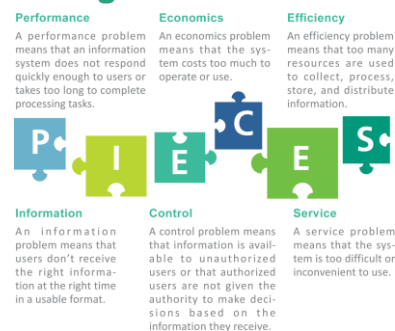 Performance
A performance problem
means that an information
system does not respond
quickly enough to users or
takes too long to complete
processing tasks.
Economics
An economics problem
means that the sys-
tem costs too much to
operate or use.
Efficiency
An efficiency problem
means that too many
resources are used
to collect, process,
store, and distribute
information.
P I E C E S
Information
An information
problem means that
users don't receive
the right informa-
tion at the right time
in a usable format.
Control
A control problem means
that information is avail-
able to unauthorized
users or that authorized
users are not given the
authority to make deci-
sions based on the
information they receive.
Service
A service problem
means that the sys-
tem is too difficult or
inconvenient to use.